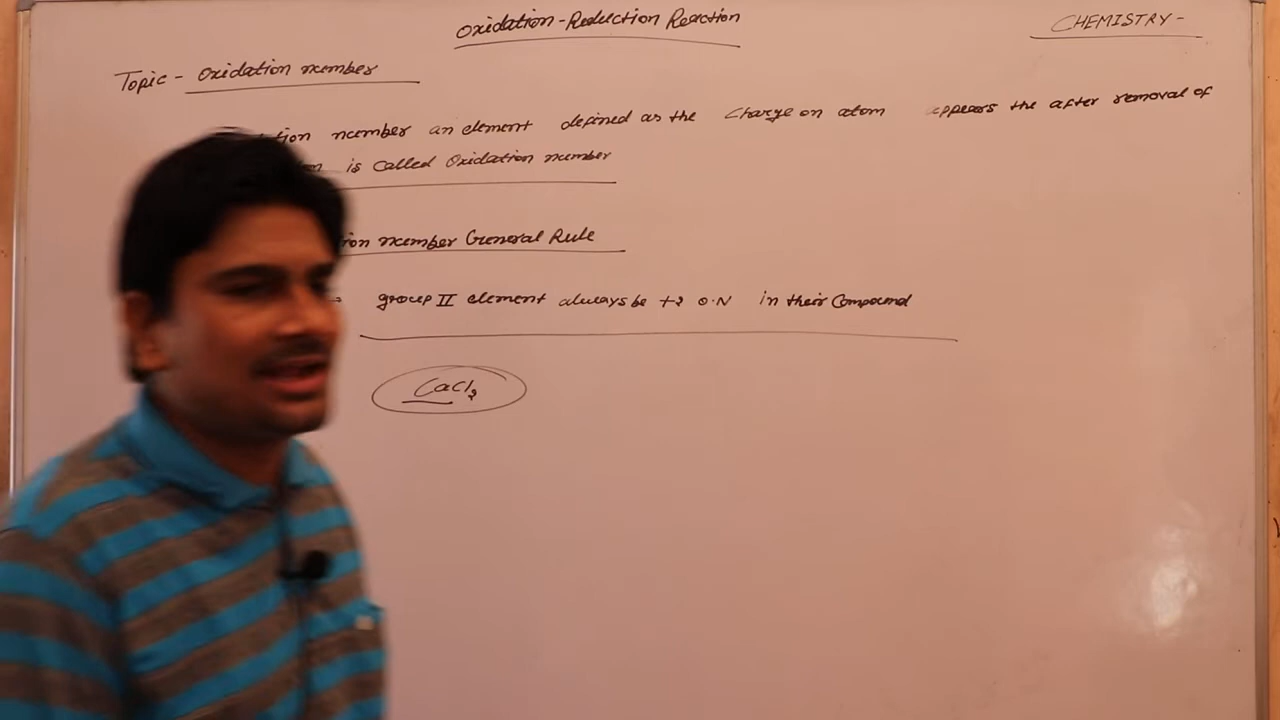 Oxidation-Reduction Reaction
CHEMISTRY-
Topic - Oxidation number
number an element defined as the Charge on atom appears the after removal of
is called Oxidation number
number General Rule
group II element always be +2 O.N in their Compound
CaCl2